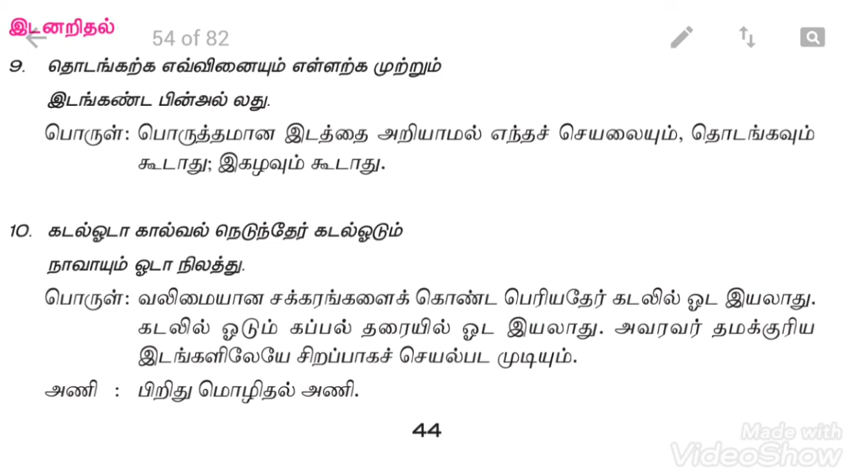 இடனறிதல்
54 of 82
9. தொடங்கற்க எவ்வினையும் எள்ளற்க முற்றும்
இடங்கண்ட பின்அல் லது.
பொருள்: பொருத்தமான இடத்தை அறியாமல் எந்தச் செயலையும், தொடங்கவும்
கூடாது; இகழவும் கூடாது.
10. கடல்ஓடா கால்வல் நெடுந்தேர் கடல்ஓடும்
நாவாயும் ஓடா நிலத்து.
பொருள்: வலிமையான சக்கரங்களைக் கொண்ட பெரியதேர் கடலில் ஓட இயலாது.
கடலில் ஓடும் கப்பல் தரையில் ஓட இயலாது. அவரவர் தமக்குரிய
இடங்களிலேயே சிறப்பாகச் செயல்பட முடியும்.
அணி : பிறிது மொழிதல் அணி.
44
Made with
VideoShow